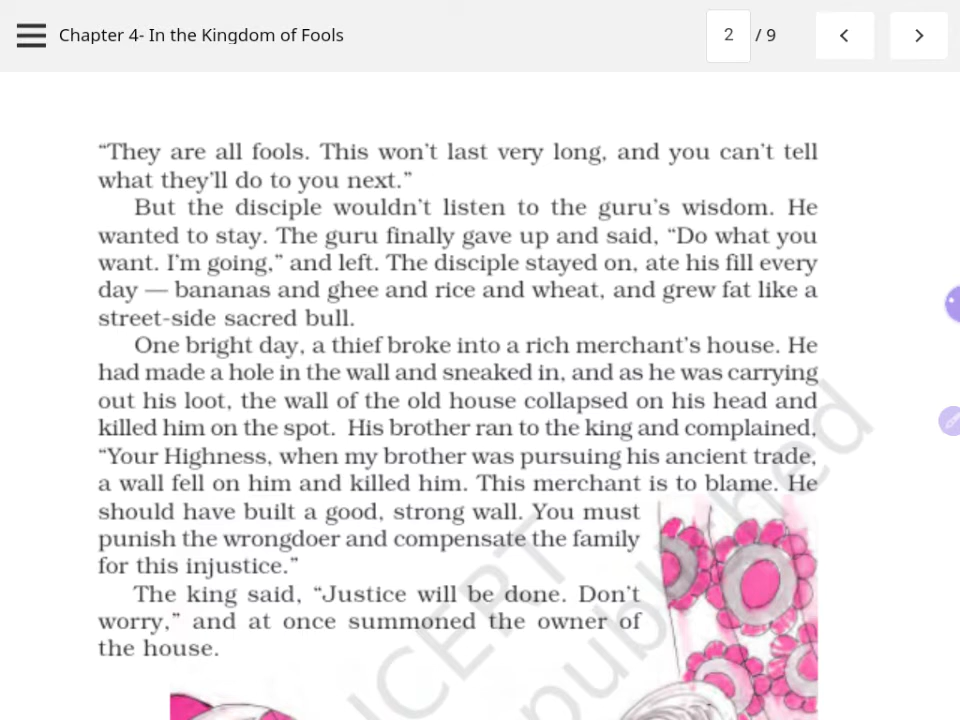 Chapter 4- In the Kingdom of Fools
2 / 9
“They are all fools. This won’t last very long, and you can’t tell
what they’ll do to you next.”
But the disciple wouldn’t listen to the guru’s wisdom. He
wanted to stay. The guru finally gave up and said, “Do what you
want. I’m going,” and left. The disciple stayed on, ate his fill every
day — bananas and ghee and rice and wheat, and grew fat like a
street-side sacred bull.
One bright day, a thief broke into a rich merchant’s house. He
had made a hole in the wall and sneaked in, and as he was carrying
out his loot, the wall of the old house collapsed on his head and
killed him on the spot. His brother ran to the king and complained,
“Your Highness, when my brother was pursuing his ancient trade,
a wall fell on him and killed him. This merchant is to blame. He
should have built a good, strong wall. You must
punish the wrongdoer and compensate the family
for this injustice.”
The king said, “Justice will be done. Don’t
worry,” and at once summoned the owner of
the house.